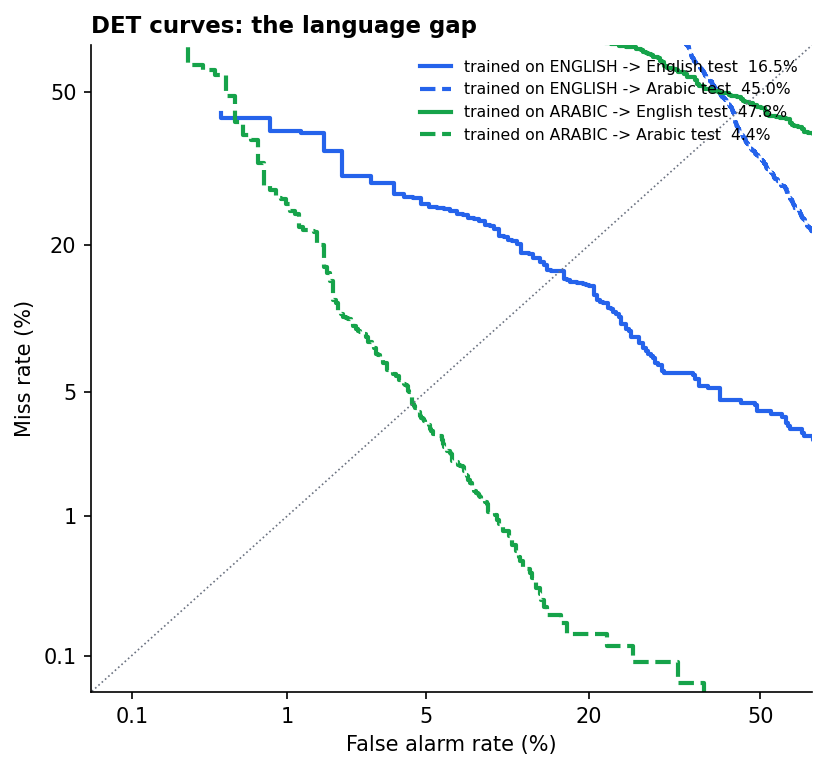 DET curves: the language gap
trained on ENGLISH -> English test  16.5%
trained on ENGLISH -> Arabic test  45.0%
trained on ARABIC -> English test  47.8%
trained on ARABIC -> Arabic test  4.4%
Miss rate (%)
50
20
5
1
0.1
0.1
1
5
20
50
False alarm rate (%)